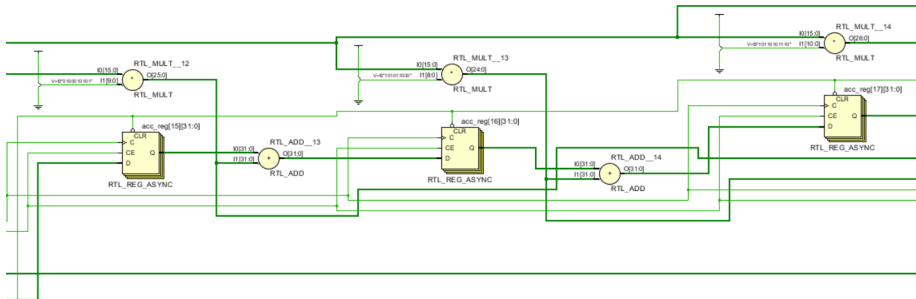 RTL_MULT__14
I0[15:0]
O[26:0]
I1[10:0]
RTL_MULT
RTL_MULT__12
I0[15:0]
O[25:0]
I1[9:0]
RTL_MULT
RTL_MULT__13
I0[15:0]
O[24:0]
I1[8:0]
RTL_MULT
acc_reg[15][31:0]
CLR
C
CE
Q
D
RTL_REG_ASYNC
RTL_ADD__13
I0[31:0]
O[31:0]
I1[31:0]
RTL_ADD
acc_reg[16][31:0]
CLR
C
CE
Q
D
RTL_REG_ASYNC
RTL_ADD__14
I0[31:0]
O[31:0]
I1[31:0]
RTL_ADD
acc_reg[17][31:0]
CLR
C
CE
Q
D
RTL_REG_ASYNC